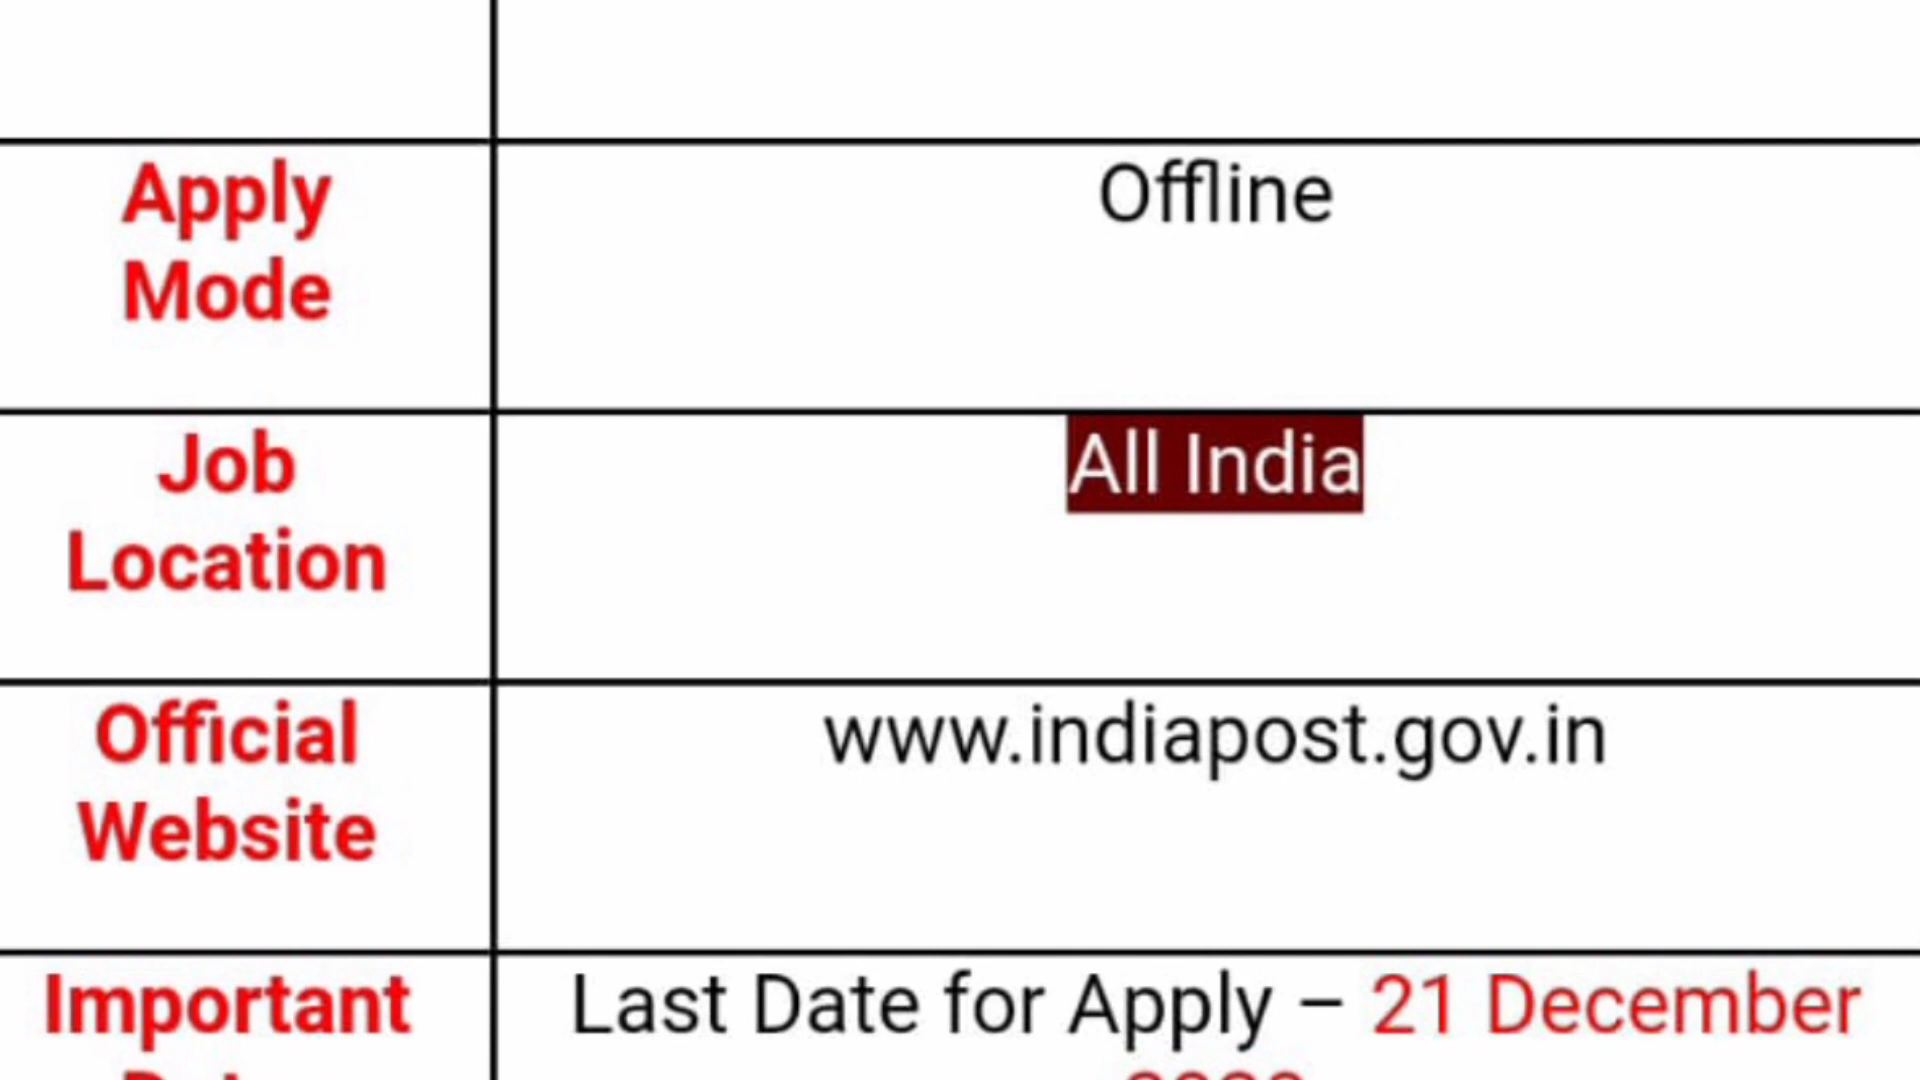 Apply
Mode
Offline
Job
Location
All India
Official
Website
www.indiapost.gov.in
Important
Last Date for Apply – 21 December